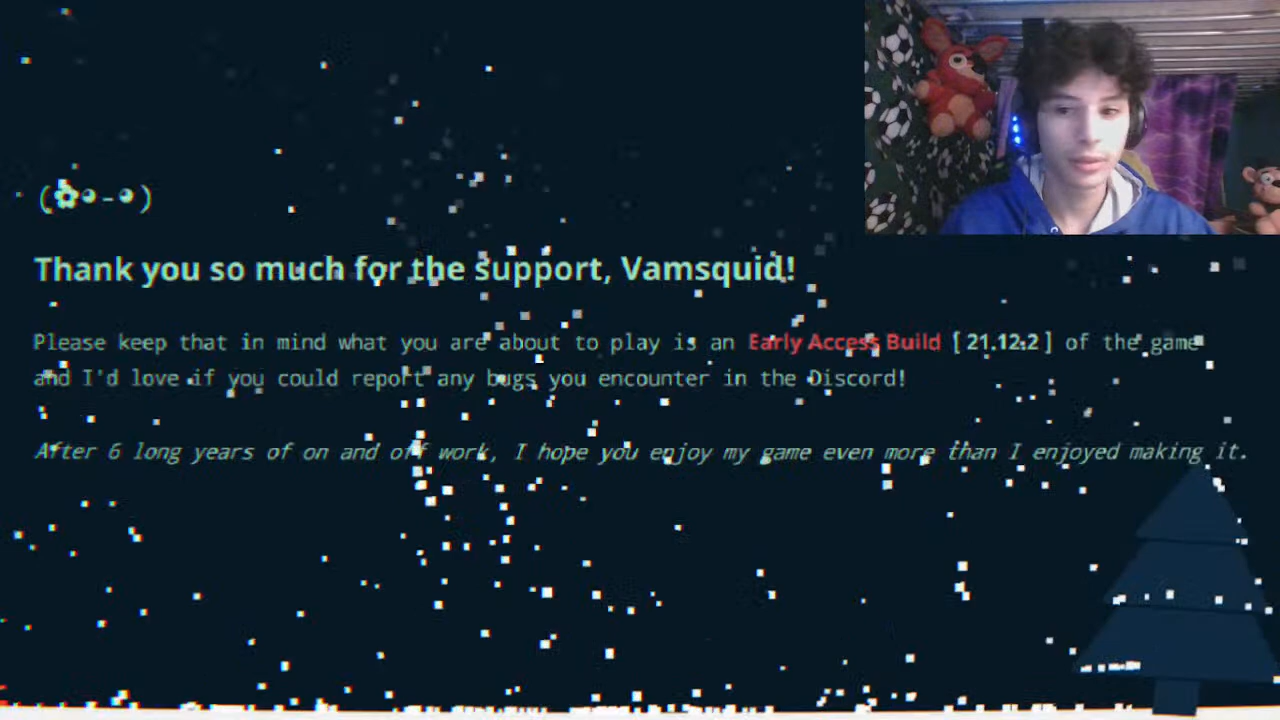 (✿◕‿◕)
Thank you so much for the support, Vamsquid!
Please keep that in mind what you are about to play is an Early Access Build [ 21.12.2 ] of the game
and I'd love if you could report any bugs you encounter in the Discord!
After 6 long years of on and off work, I hope you enjoy my game even more than I enjoyed making it.